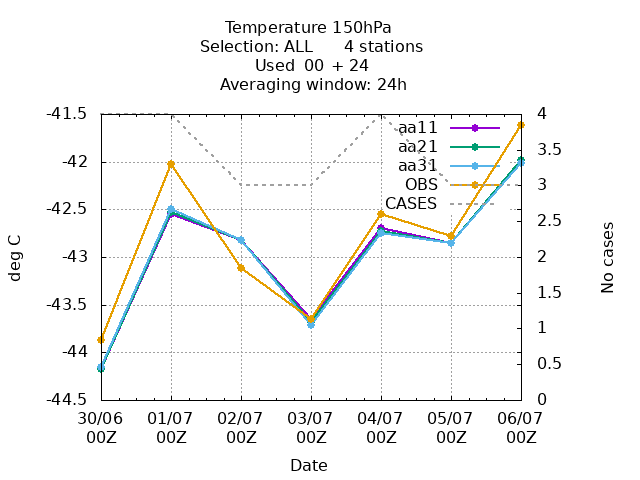 Temperature 150hPa
Selection: ALL 4 stations
Used 00 + 24
Averaging window: 24h
-41.5
-42
-42.5
-43
-43.5
-44
-44.5
4
3.5
3
2.5
2
1.5
1
0.5
0
aa11
aa21
aa31
OBS
CASES
deg C
No cases
30/06 01/07 02/07 03/07 04/07 05/07 06/07
00Z 00Z 00Z 00Z 00Z 00Z 00Z
Date